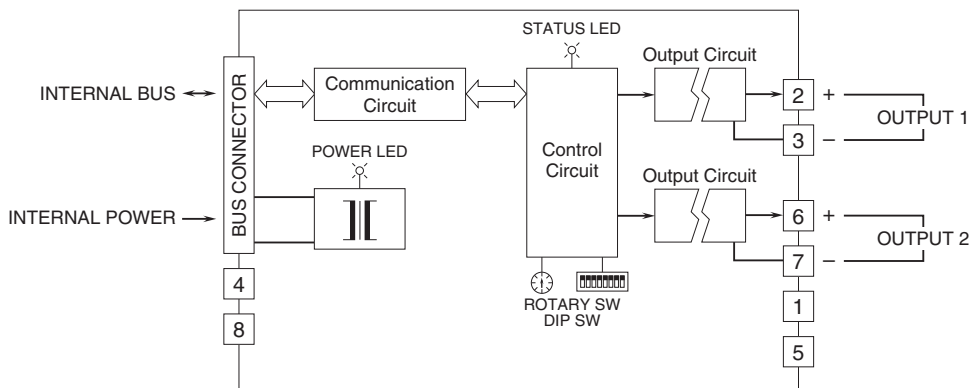 STATUS LED
Output Circuit
INTERNAL BUS
BUS CONNECTOR
Communication
Circuit
2 +
OUTPUT 1
3 –
POWER LED
Control
Circuit
Output Circuit
INTERNAL POWER
6 +
OUTPUT 2
7 –
4
ROTARY SW
DIP SW
1
8
5